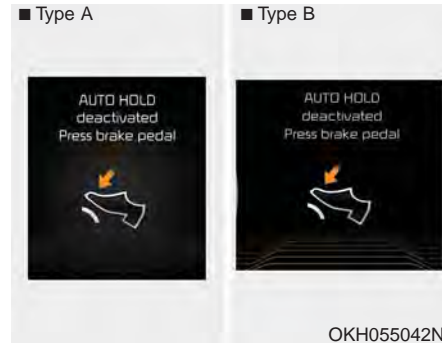 ■ Type A
■ Type B
AUTO HOLD
deactivated
Press brake pedal
AUTO HOLD
deactivated
Press brake pedal
OKH055042N